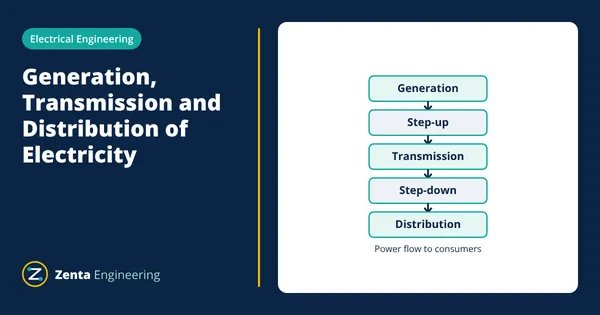 Electrical Engineering
Generation,
Transmission and
Distribution of
Electricity
Zenta Engineering
Generation
Step-up
Transmission
Step-down
Distribution
Power flow to consumers